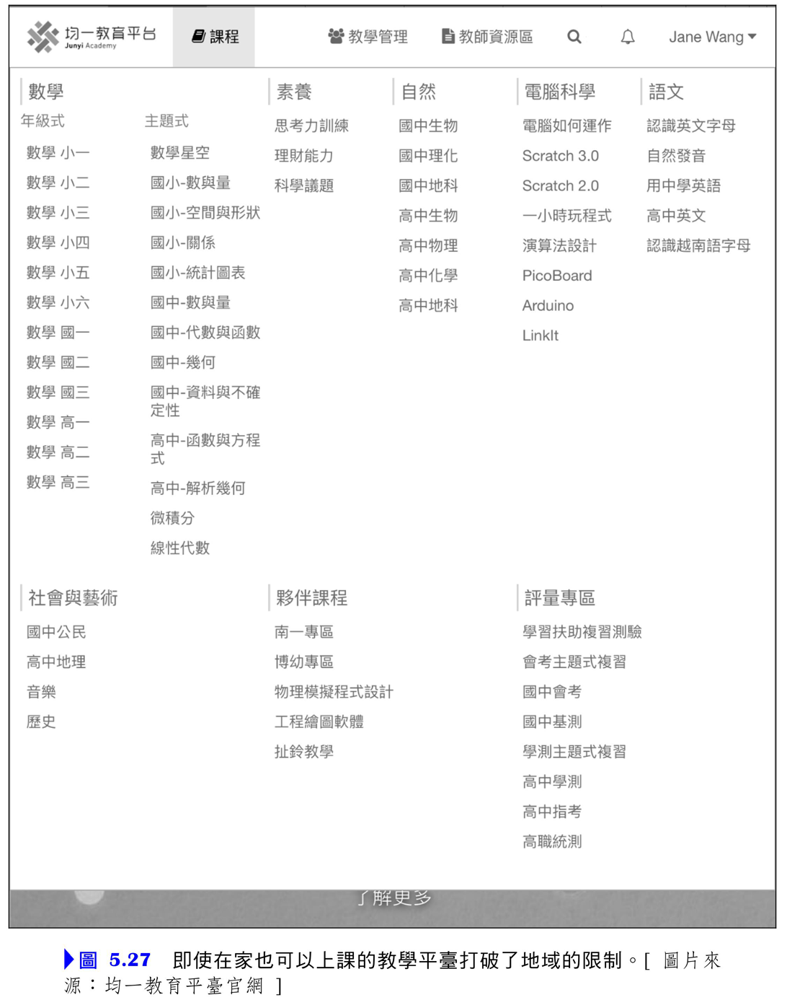 均一教育平台
Junyi Academy
課程
教學管理
教師資源區
Jane Wang
數學
年級式
數學 小一
數學 小二
數學 小三
數學 小四
數學 小五
數學 小六
數學 國一
數學 國二
數學 國三
數學 高一
數學 高二
數學 高三
主題式
數學星空
國小-數與量
國小-空間與形狀
國小-關係
國小-統計圖表
國中-數與量
國中-代數與函數
國中-幾何
國中-資料與不確
定性
高中-函數與方程
式
高中-解析幾何
微積分
線性代數
素養
思考力訓練
理財能力
科學議題
自然
國中生物
國中理化
國中地科
高中生物
高中物理
高中化學
高中地科
電腦科學
電腦如何運作
Scratch 3.0
Scratch 2.0
一小時玩程式
演算法設計
PicoBoard
Arduino
LinkIt
語文
認識英文字母
自然發音
用中學英語
高中英文
認識越南語字母
社會與藝術
國中公民
高中地理
音樂
歷史
夥伴課程
南一專區
博幼專區
物理模擬程式設計
工程繪圖軟體
扯鈴教學
評量專區
學習扶助複習測驗
會考主題式複習
國中會考
國中基測
學測主題式複習
高中學測
高中指考
高職統測
了解更多
圖 5.27 即使在家也可以上課的教學平臺打破了地域的限制。[ 圖片來
源：均一教育平臺官網 ]